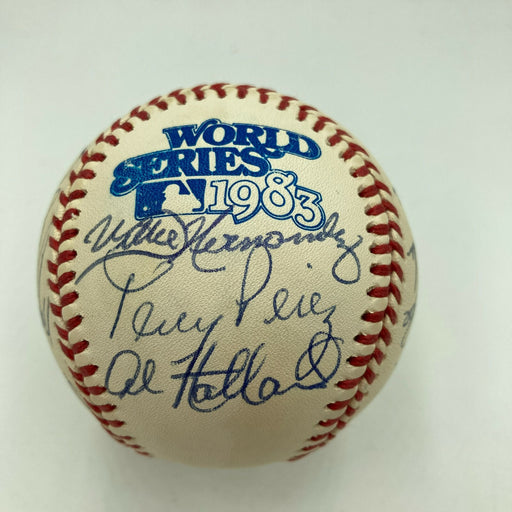 WORLD
SERIES
1983
Willie Hernandez
Tony Perez
Al Holland